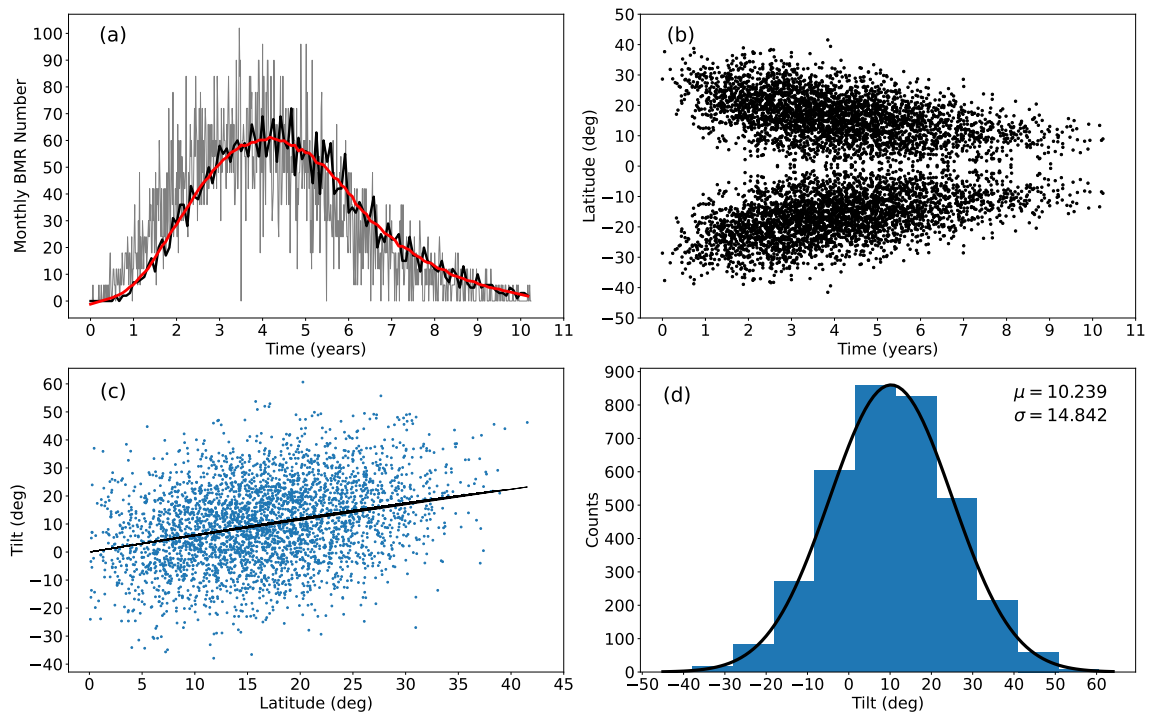 (a)
Monthly BMR Number
100
90
80
70
60
50
40
30
20
10
0
0 1 2 3 4 5 6 7 8 9 10 11
Time (years)
(b)
Latitude (deg)
50
40
30
20
10
0
−10
−20
−30
−40
−50
0 1 2 3 4 5 6 7 8 9 10 11
Time (years)
(c)
Tilt (deg)
60
50
40
30
20
10
0
−10
−20
−30
−40
0 5 10 15 20 25 30 35 40 45
Latitude (deg)
(d)
μ = 10.239
σ = 14.842
Counts
900
800
700
600
500
400
300
200
100
0
−50 −40 −30 −20 −10 0 10 20 30 40 50 60
Tilt (deg)